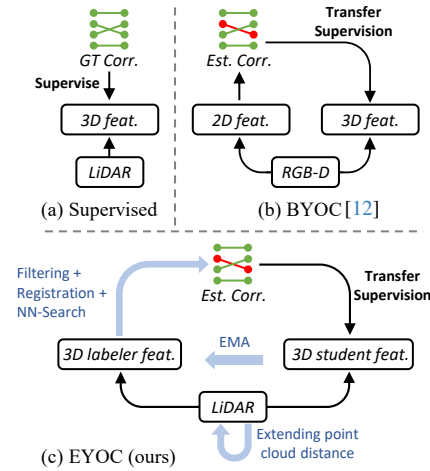 GT Corr.
Supervise
3D feat.
LiDAR
(a) Supervised
Transfer
Supervision
Est. Corr.
2D feat.
3D feat.
RGB-D
(b) BYOC [12]
Filtering +
Registration +
NN-Search
Est. Corr.
Transfer
Supervision
3D labeler feat.
EMA
3D student feat.
LiDAR
Extending point
cloud distance
(c) EYOC (ours)